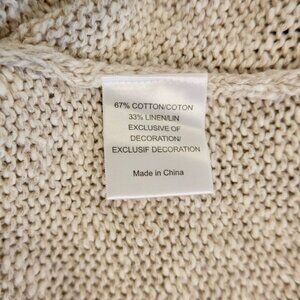 67% COTTON/COTON
33% LINEN/LIN
EXCLUSIVE OF
DECORATION/
EXCLUSIF DECORATION
Made in China